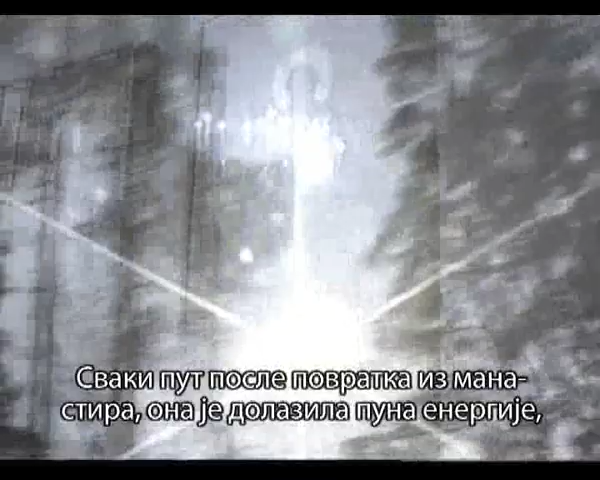 Сваки пут после повратка из мана-
стира, она је долазила пуна енергије,